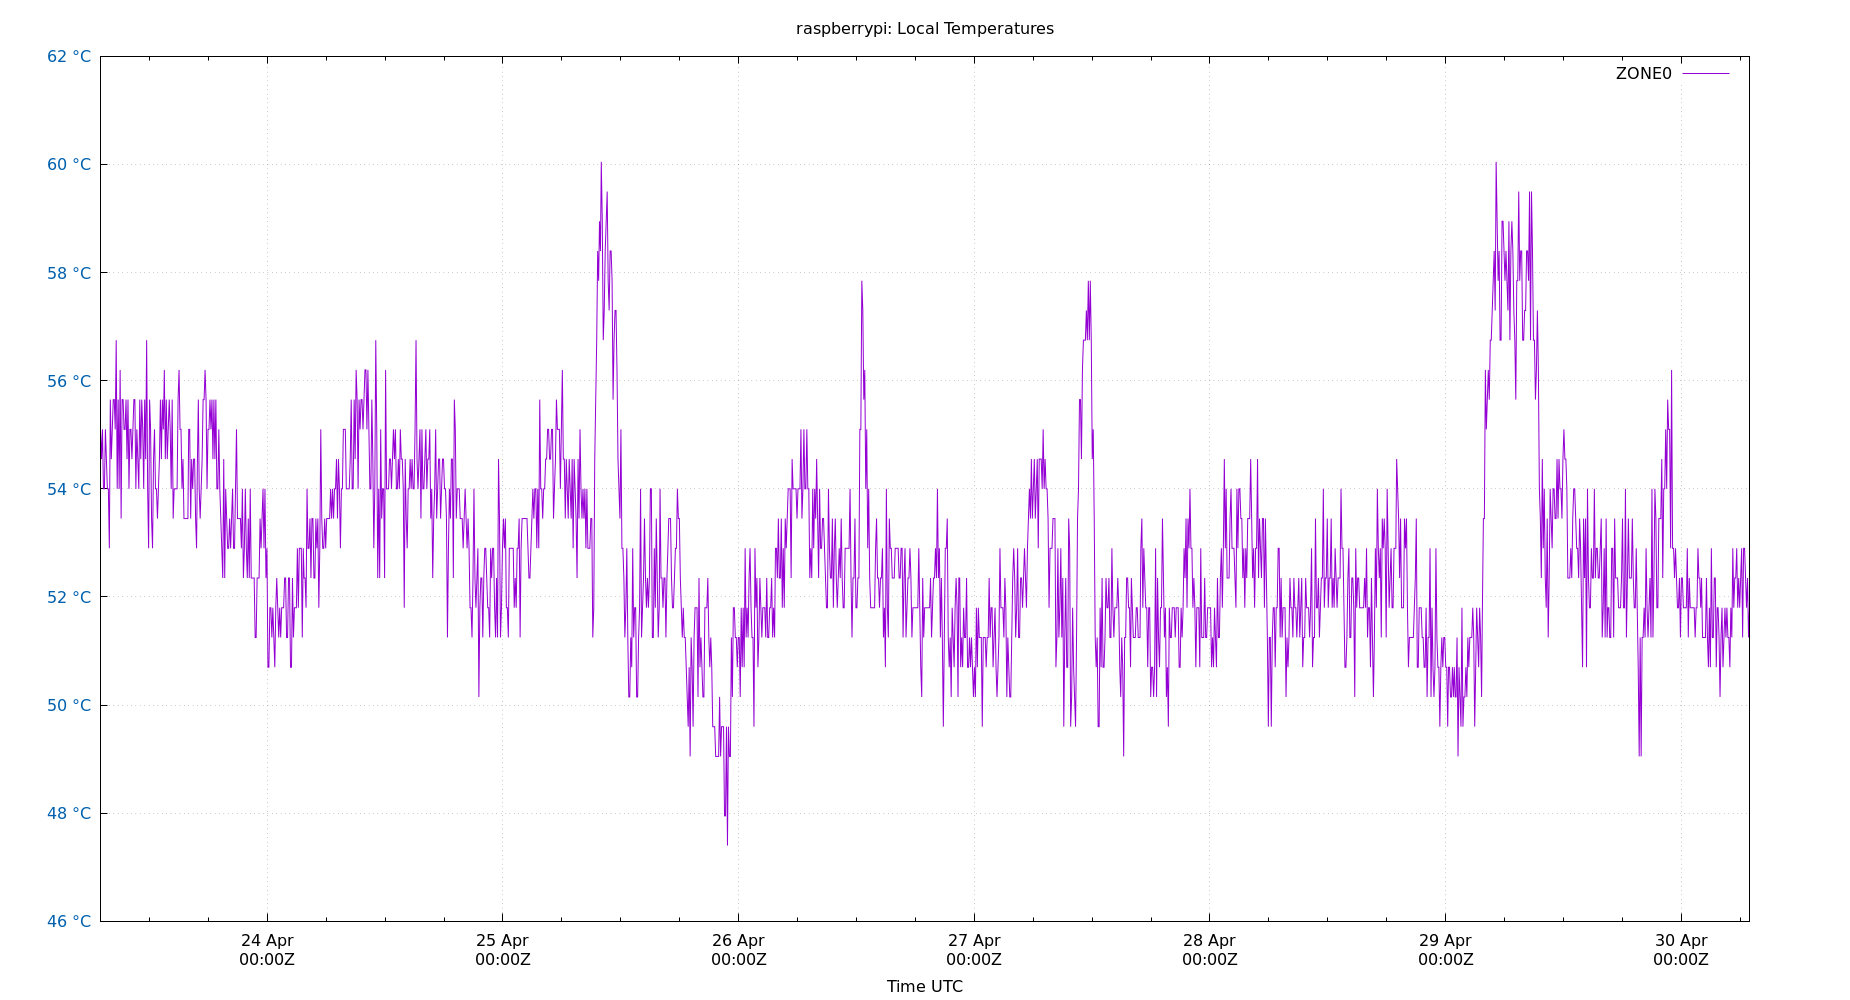 raspberrypi: Local Temperatures
62 °C
ZONE0
60 °C
58 °C
56 °C
54 °C
52 °C
50 °C
48 °C
46 °C
24 Apr
00:00Z
25 Apr
00:00Z
26 Apr
00:00Z
27 Apr
00:00Z
28 Apr
00:00Z
29 Apr
00:00Z
30 Apr
00:00Z
Time UTC